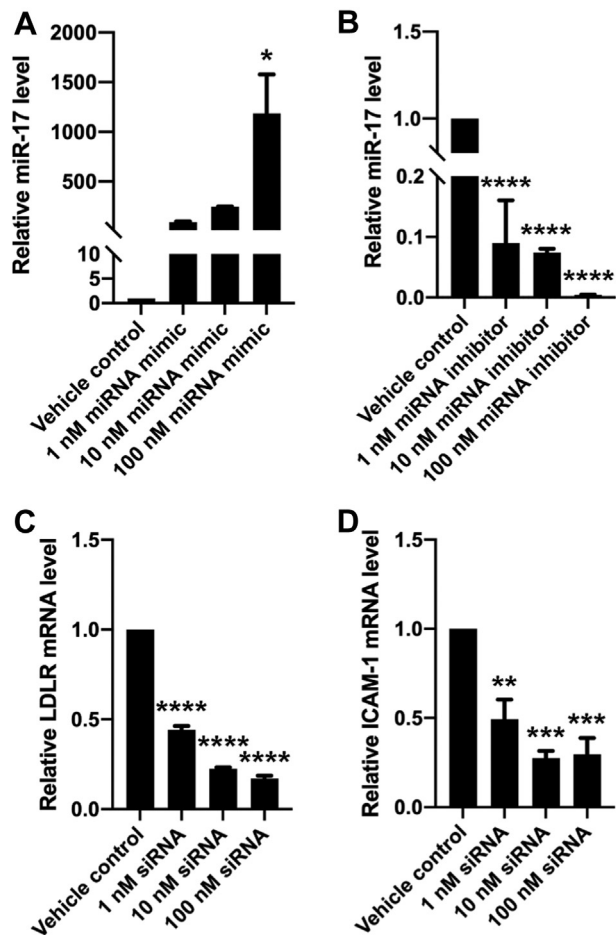 A
Relative miR-17 level
2000
1500
1000
500
10
5
0
*
Vehicle control
1 nM miRNA mimic
10 nM miRNA mimic
100 nM miRNA mimic
B
Relative miR-17 level
1.5
1.0
0.2
0.1
0.0
****
****
****
Vehicle control
1 nM miRNA inhibitor
10 nM miRNA inhibitor
100 nM miRNA inhibitor
C
Relative LDLR mRNA level
1.5
1.0
0.5
0.0
****
****
****
Vehicle control
1 nM siRNA
10 nM siRNA
100 nM siRNA
D
Relative ICAM-1 mRNA level
1.5
1.0
0.5
0.0
**
***
***
Vehicle control
1 nM siRNA
10 nM siRNA
100 nM siRNA